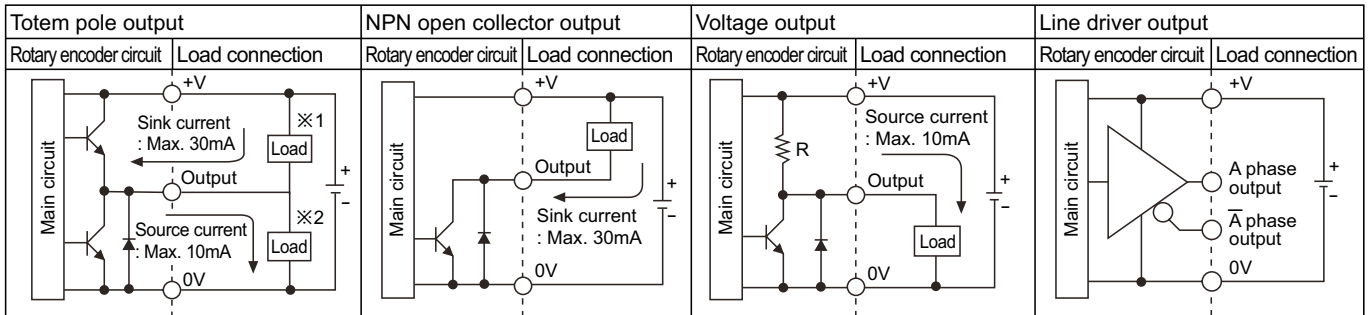 Totem pole output
Rotary encoder circuit
Load connection
Main circuit
+V
Sink current
: Max. 30mA
※1
Load
Output
Source current
: Max. 10mA
※2
Load
+
−
0V
NPN open collector output
Rotary encoder circuit
Load connection
Main circuit
+V
Load
Output
Sink current
: Max. 30mA
+
−
0V
Voltage output
Rotary encoder circuit
Load connection
Main circuit
+V
Source current
: Max. 10mA
R
Output
Load
+
−
0V
Line driver output
Rotary encoder circuit
Load connection
Main circuit
+V
A phase
output
A̅ phase
output
+
−
0V